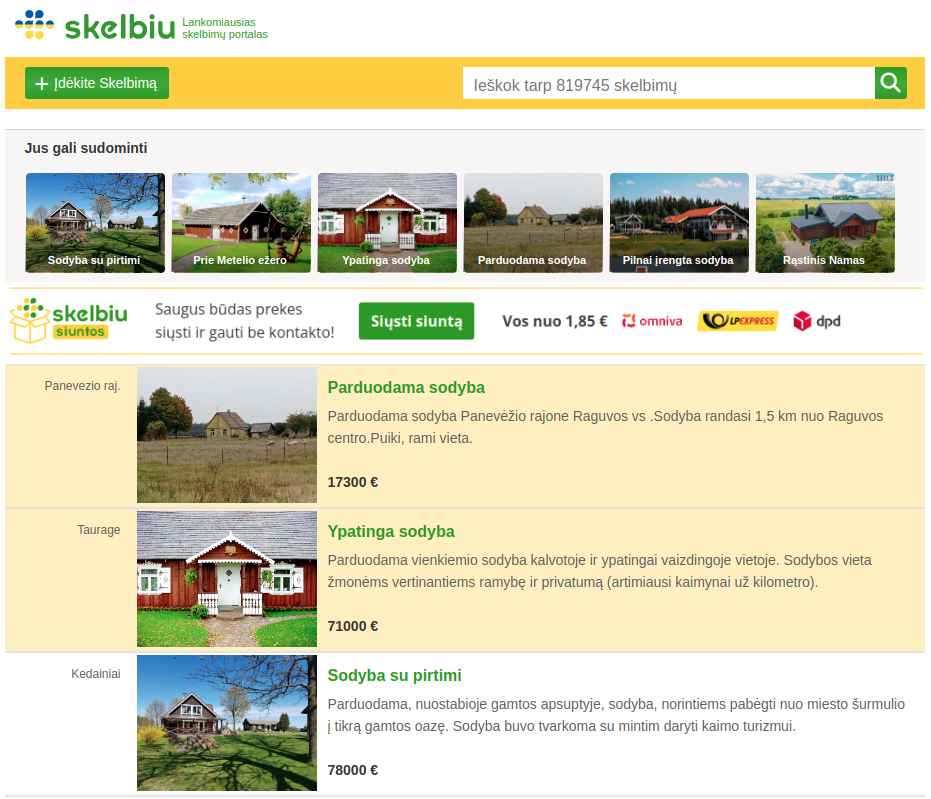 skelbiu
Lankomiausias
skelbimų portalas
Įdėkite Skelbimą
Ieškok tarp 819745 skelbimų
Jus gali sudominti
Sodyba su pirtimi
Prie Metelio ežero
Ypatinga sodyba
Parduodama sodyba
Pilnai įrengta sodyba
Rąstinis Namas
skelbiu
siuntos
Saugus būdas prekes
siųsti ir gauti be kontakto!
Siųsti siuntą
Vos nuo 1,85 €
omniva
LPEXPRESS
dpd
Panevezio raj.
Parduodama sodyba
Parduodama sodyba Panevėžio rajone Raguvos vs .Sodyba randasi 1,5 km nuo Raguvos
centro.Puiki, rami vieta.
17300 €
Taurage
Ypatinga sodyba
Parduodama vienkiemio sodyba kalvotoje ir ypatingai vaizdingoje vietoje. Sodybos vieta
žmonėms vertinantiems ramybę ir privatumą (artimiausi kaimynai už kilometro).
71000 €
Kedainiai
Sodyba su pirtimi
Parduodama, nuostabioje gamtos apsuptyje, sodyba, norintiems pabėgti nuo miesto šurmulio
į tikrą gamtos oazę. Sodyba buvo tvarkoma su mintim daryti kaimo turizmui.
78000 €